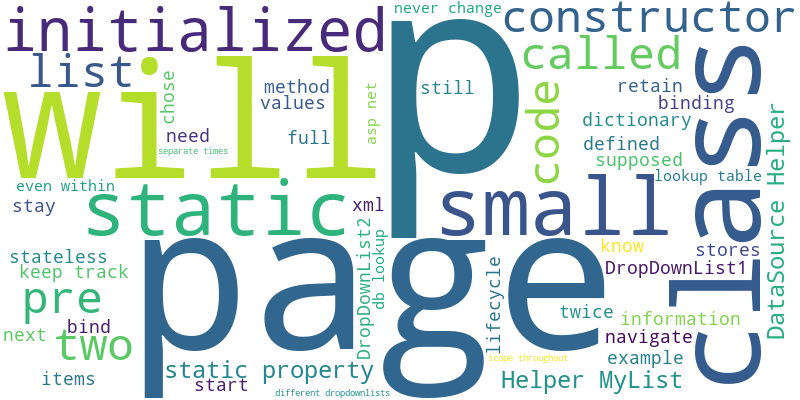 never change
initialized
constructor
p
will
called
list
class
chose
method
still
retain
values
asp net
code
binding
need
full
dictionary
separate times
defined
supposed
even within
lookup table
static
small
stay
xml
DataSource Helper
DropDownList2
db lookup
know
stores
page
stateless
keep track
DropDownList1
pre
lifecycle
twice
information
next
bind
two
navigate
scope throughout
example
static property
items
start
Helper MyList
different dropdownlists